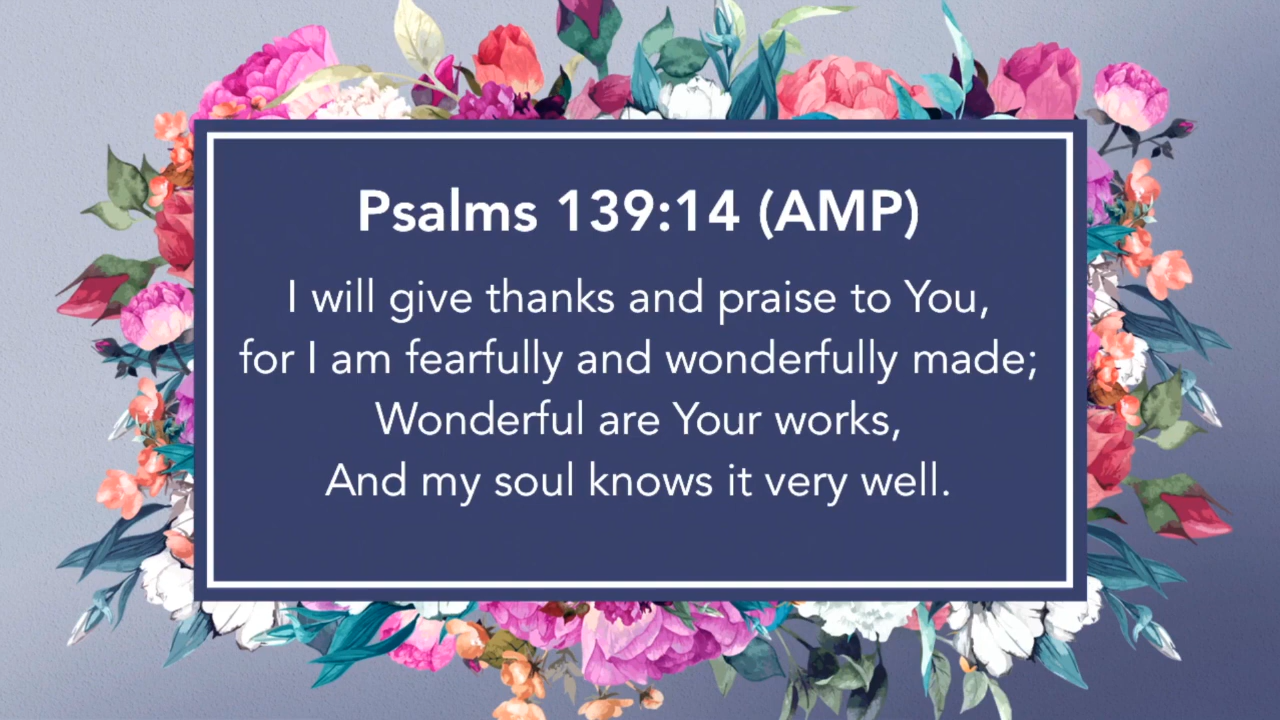 Psalms 139:14 (AMP)
I will give thanks and praise to You,
for I am fearfully and wonderfully made;
Wonderful are Your works,
And my soul knows it very well.